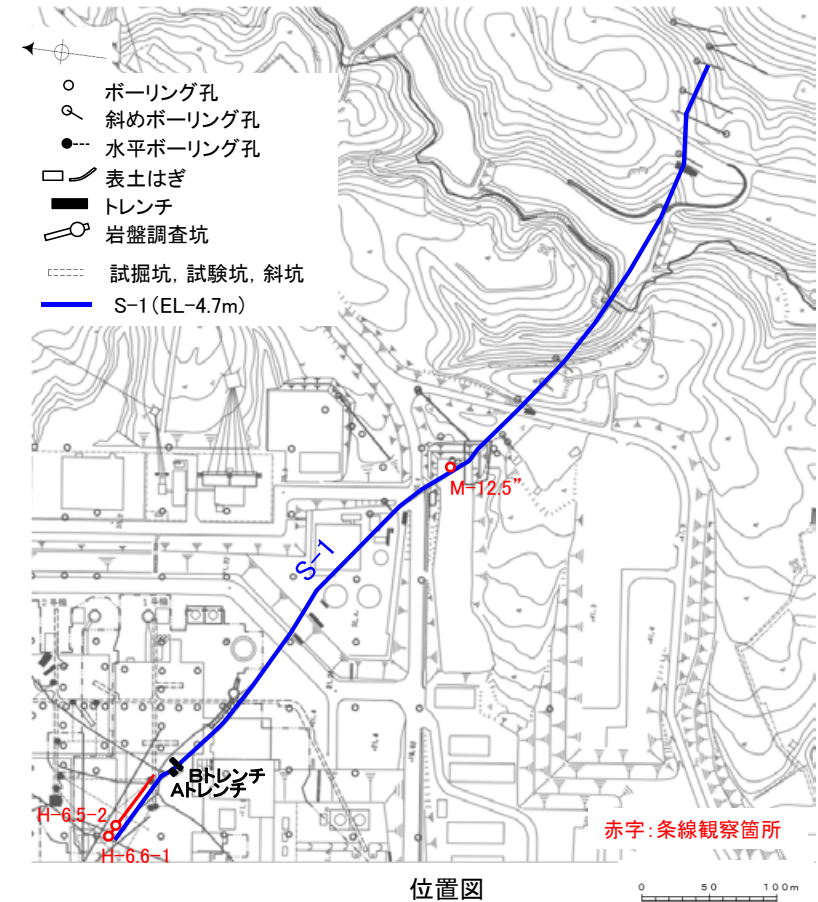 ボーリング孔
斜めボーリング孔
水平ボーリング孔
表土はぎ
トレンチ
岩盤調査坑
試掘坑，試験坑，斜坑
S-1(EL-4.7m)
M-12.5”
S-1
Bトレンチ
Aトレンチ
H-6.5-2
H-6.6-1
赤字：条線観察箇所
位置図
0 50 100m